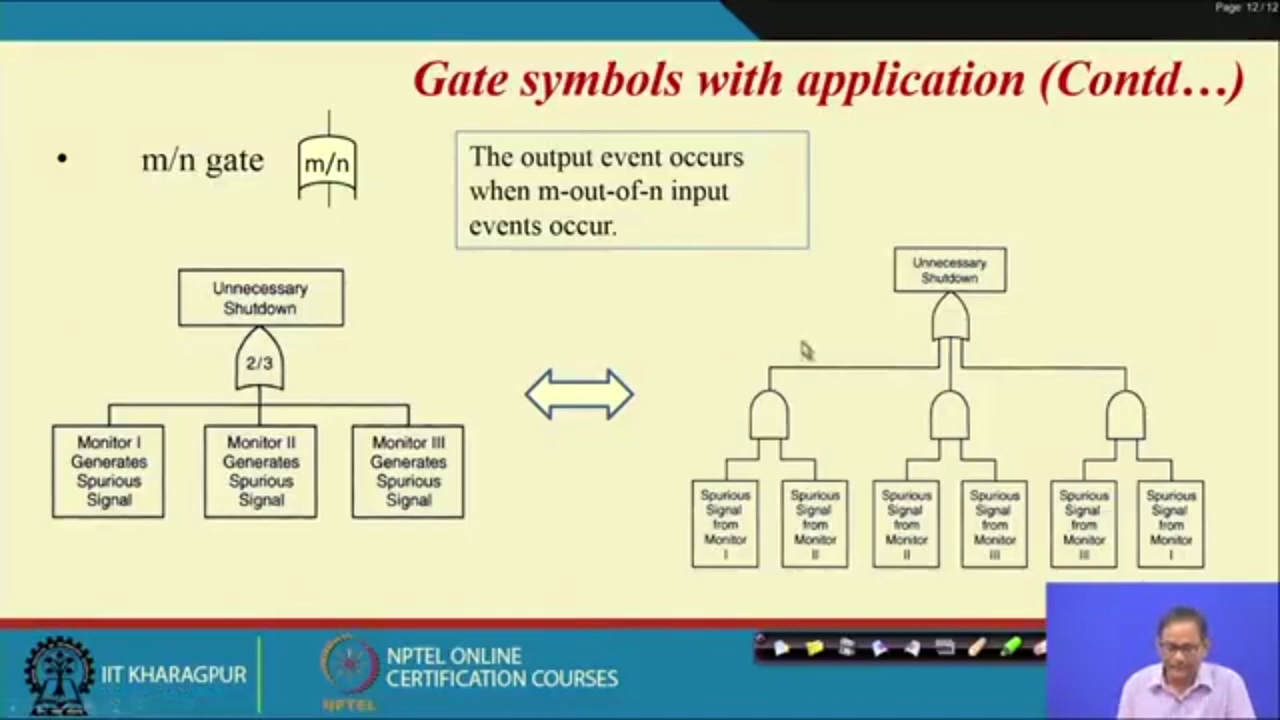 Page: 12/12
Gate symbols with application (Contd…)
• m/n gate
m/n
The output event occurs
when m-out-of-n input
events occur.
Unnecessary
Shutdown
2/3
Monitor I
Generates
Spurious
Signal
Monitor II
Generates
Spurious
Signal
Monitor III
Generates
Spurious
Signal
Unnecessary
Shutdown
Spurious
Signal
from
Monitor
I
Spurious
Signal
from
Monitor
II
Spurious
Signal
from
Monitor
II
Spurious
Signal
from
Monitor
III
Spurious
Signal
from
Monitor
III
Spurious
Signal
from
Monitor
I
IIT KHARAGPUR
NPTEL
NPTEL ONLINE
CERTIFICATION COURSES